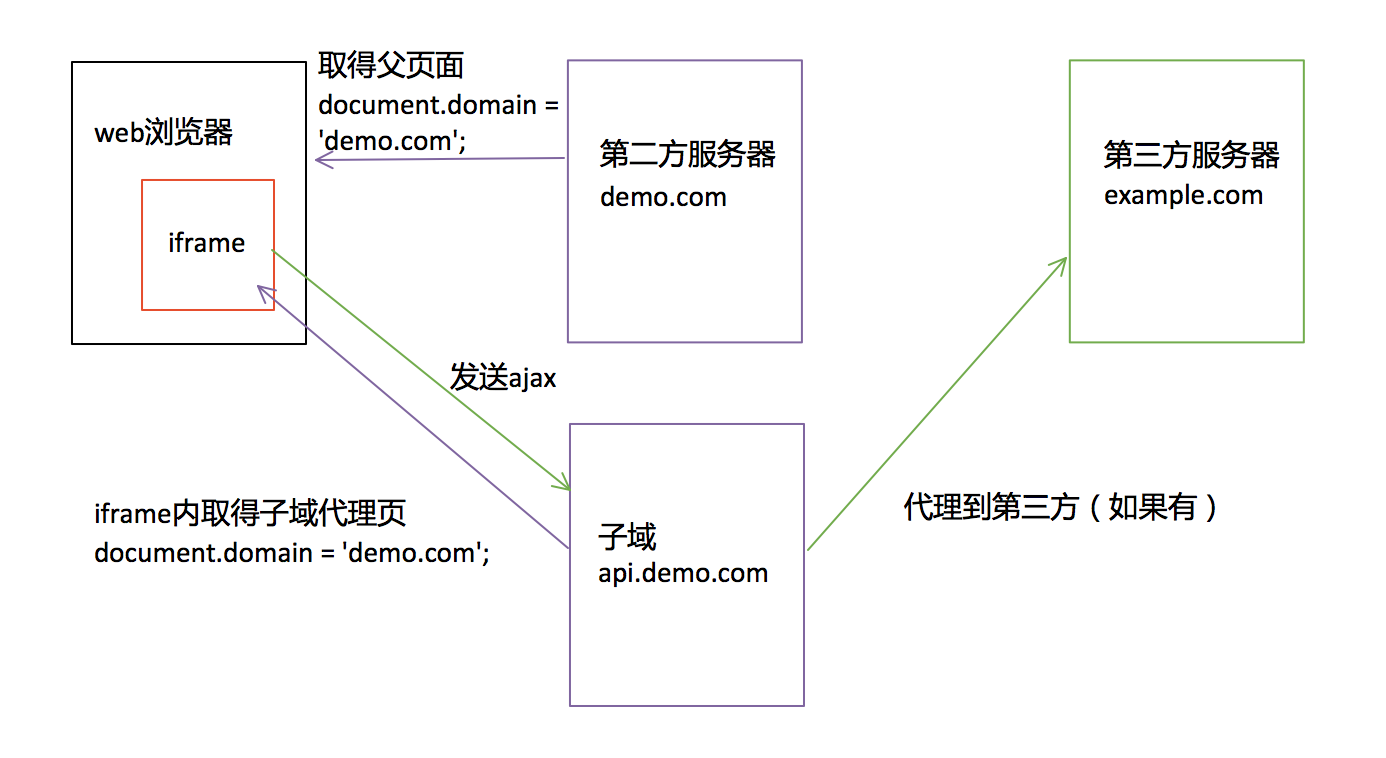 取得父页面
document.domain =
'demo.com';
web浏览器
iframe
第二方服务器
demo.com
第三方服务器
example.com
发送ajax
iframe内取得子域代理页
document.domain = 'demo.com';
子域
api.demo.com
代理到第三方（如果有）